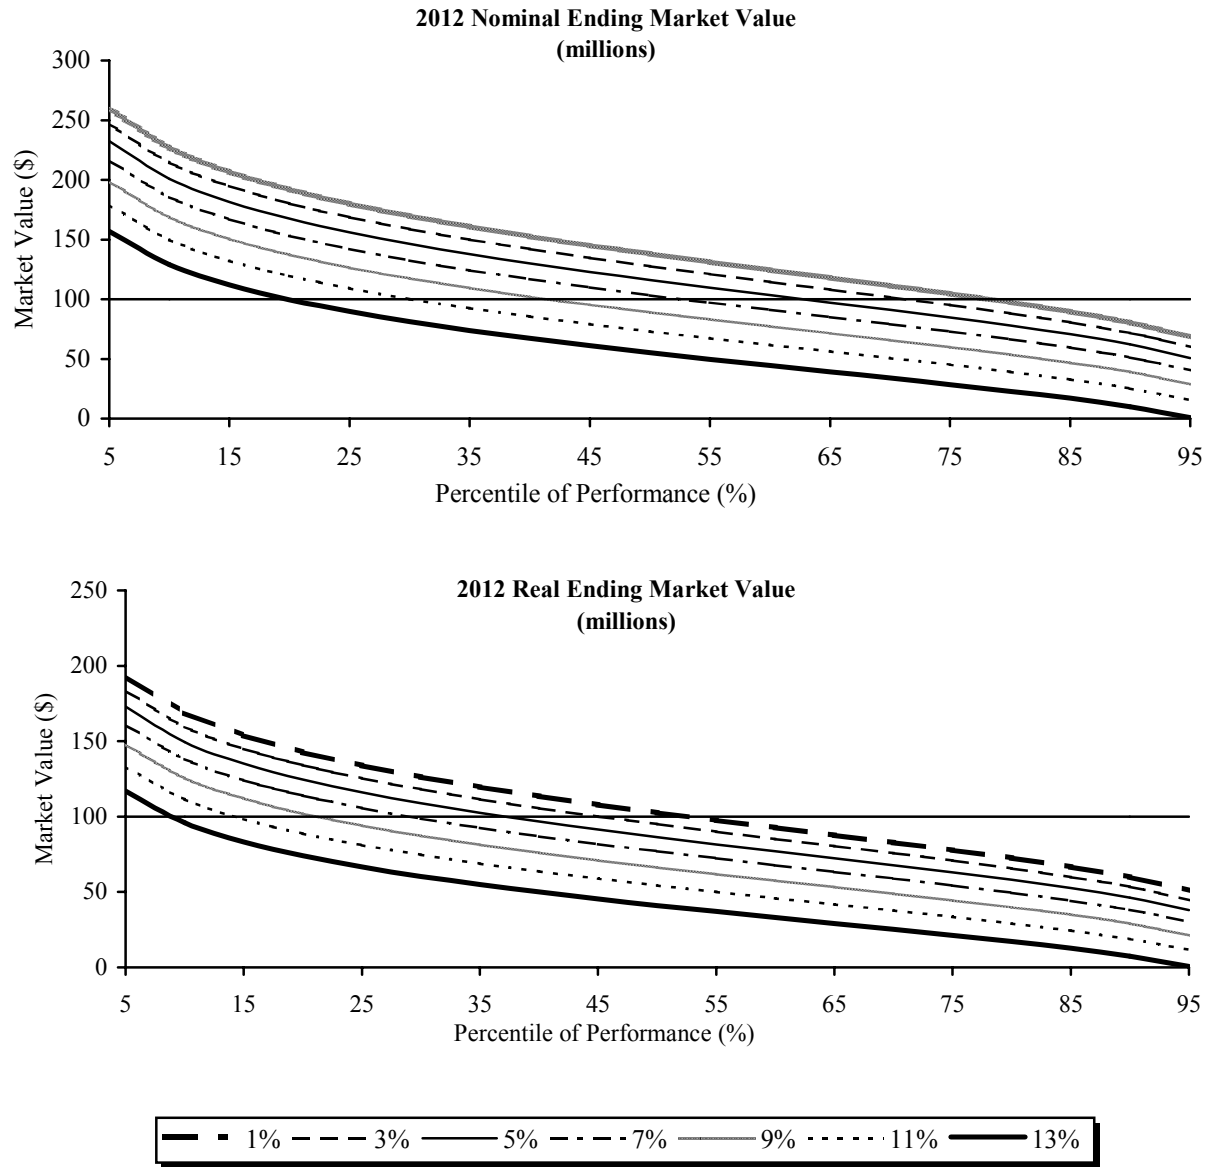 2012 Nominal Ending Market Value
(millions)
300
250
200
150
100
50
0
Market Value ($)
5 15 25 35 45 55 65 75 85 95
Percentile of Performance (%)
2012 Real Ending Market Value
(millions)
250
200
150
100
50
0
Market Value ($)
5 15 25 35 45 55 65 75 85 95
Percentile of Performance (%)
1% 3% 5% 7% 9% 11% 13%